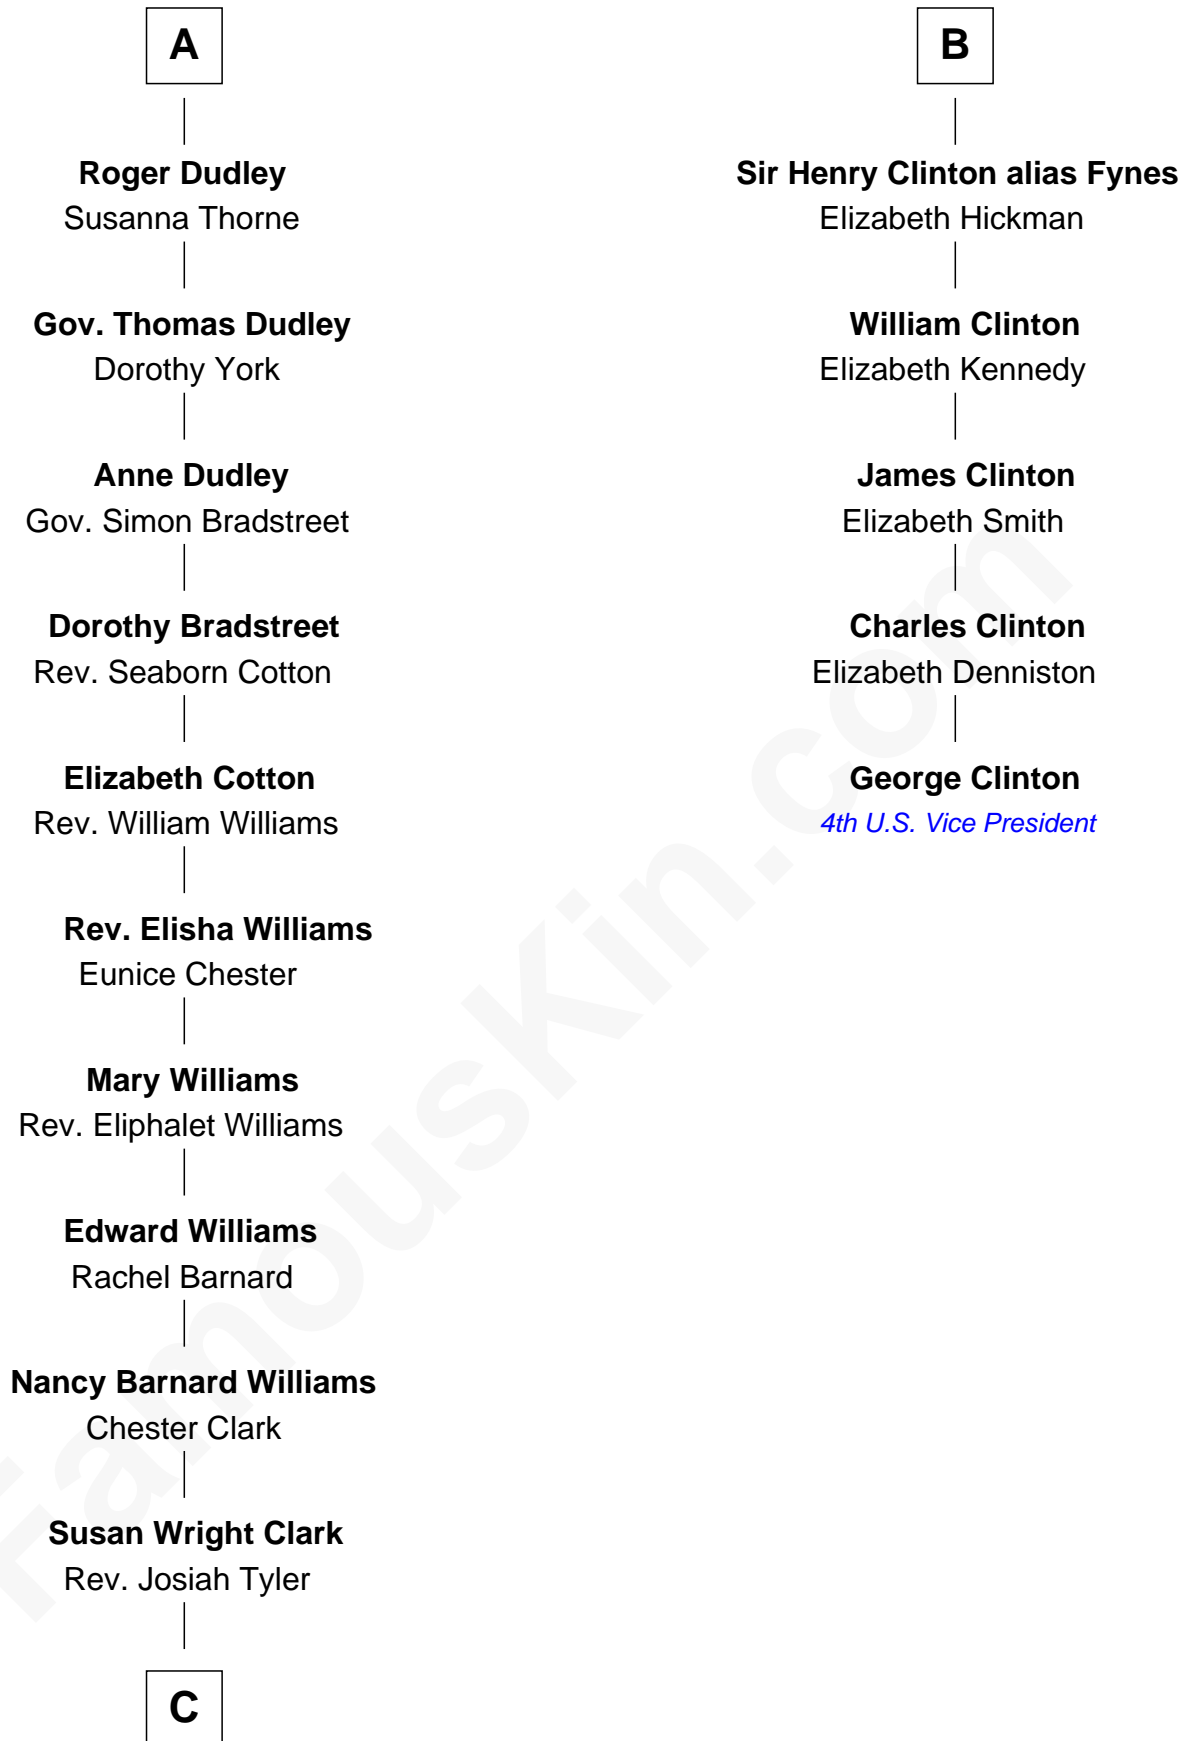 A
Roger Dudley
Susanna Thorne
Gov. Thomas Dudley
Dorothy York
Anne Dudley
Gov. Simon Bradstreet
Dorothy Bradstreet
Rev. Seaborn Cotton
Elizabeth Cotton
Rev. William Williams
Rev. Elisha Williams
Eunice Chester
Mary Williams
Rev. Eliphalet Williams
Edward Williams
Rachel Barnard
Nancy Barnard Williams
Chester Clark
Susan Wright Clark
Rev. Josiah Tyler
C
B
Sir Henry Clinton alias Fynes
Elizabeth Hickman
William Clinton
Elizabeth Kennedy
James Clinton
Elizabeth Smith
Charles Clinton
Elizabeth Denniston
George Clinton
4th U.S. Vice President
FamousKin.com